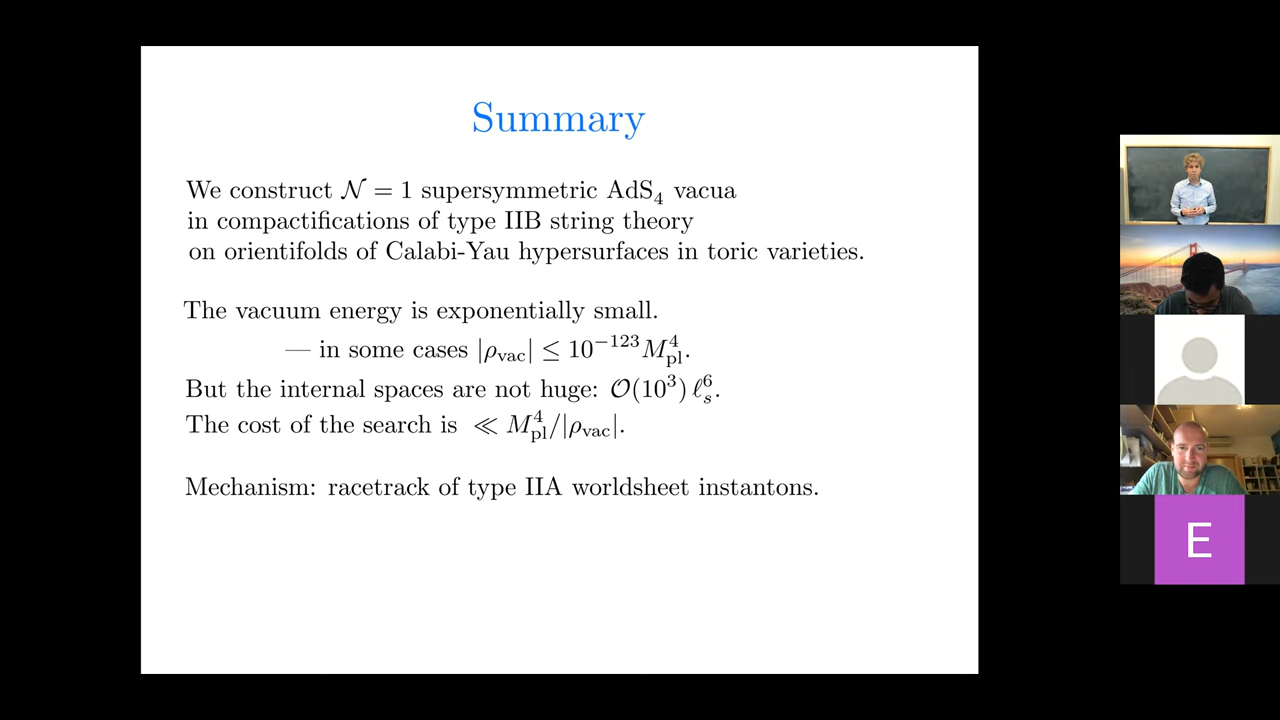 Summary
We construct 𝒩 = 1 supersymmetric AdS₄ vacua
in compactifications of type IIB string theory
on orientifolds of Calabi-Yau hypersurfaces in toric varieties.
The vacuum energy is exponentially small.
— in some cases |ρ_vac| ≤ 10⁻¹²³ M_pl⁴.
But the internal spaces are not huge: 𝒪(10³) ℓ_s⁶.
The cost of the search is ≪ M_pl⁴/|ρ_vac|.
Mechanism: racetrack of type IIA worldsheet instantons.
E